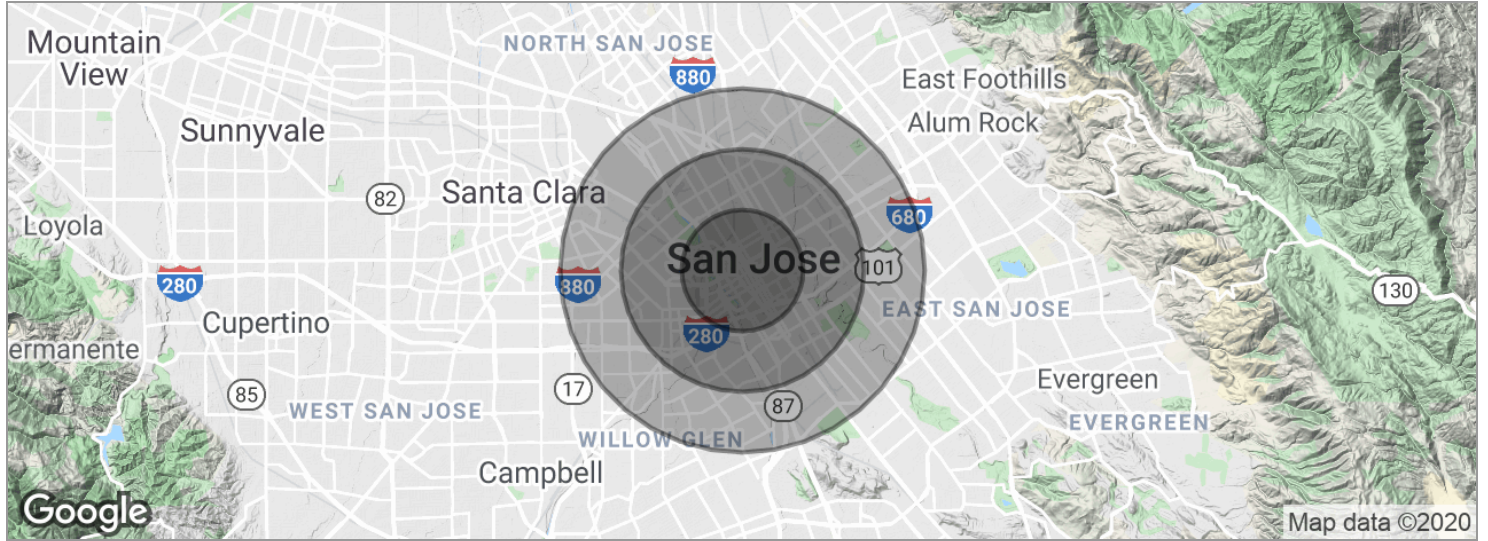 Mountain
View
NORTH SAN JOSE
880
East Foothills
Alum Rock
Sunnyvale
82
Santa Clara
Loyola
680
San Jose
101
280
880
130
EAST SAN JOSE
Cupertino
280
ermanente
85
17
87
Evergreen
WEST SAN JOSE
WILLOW GLEN
EVERGREEN
Campbell
Google
Map data ©2020